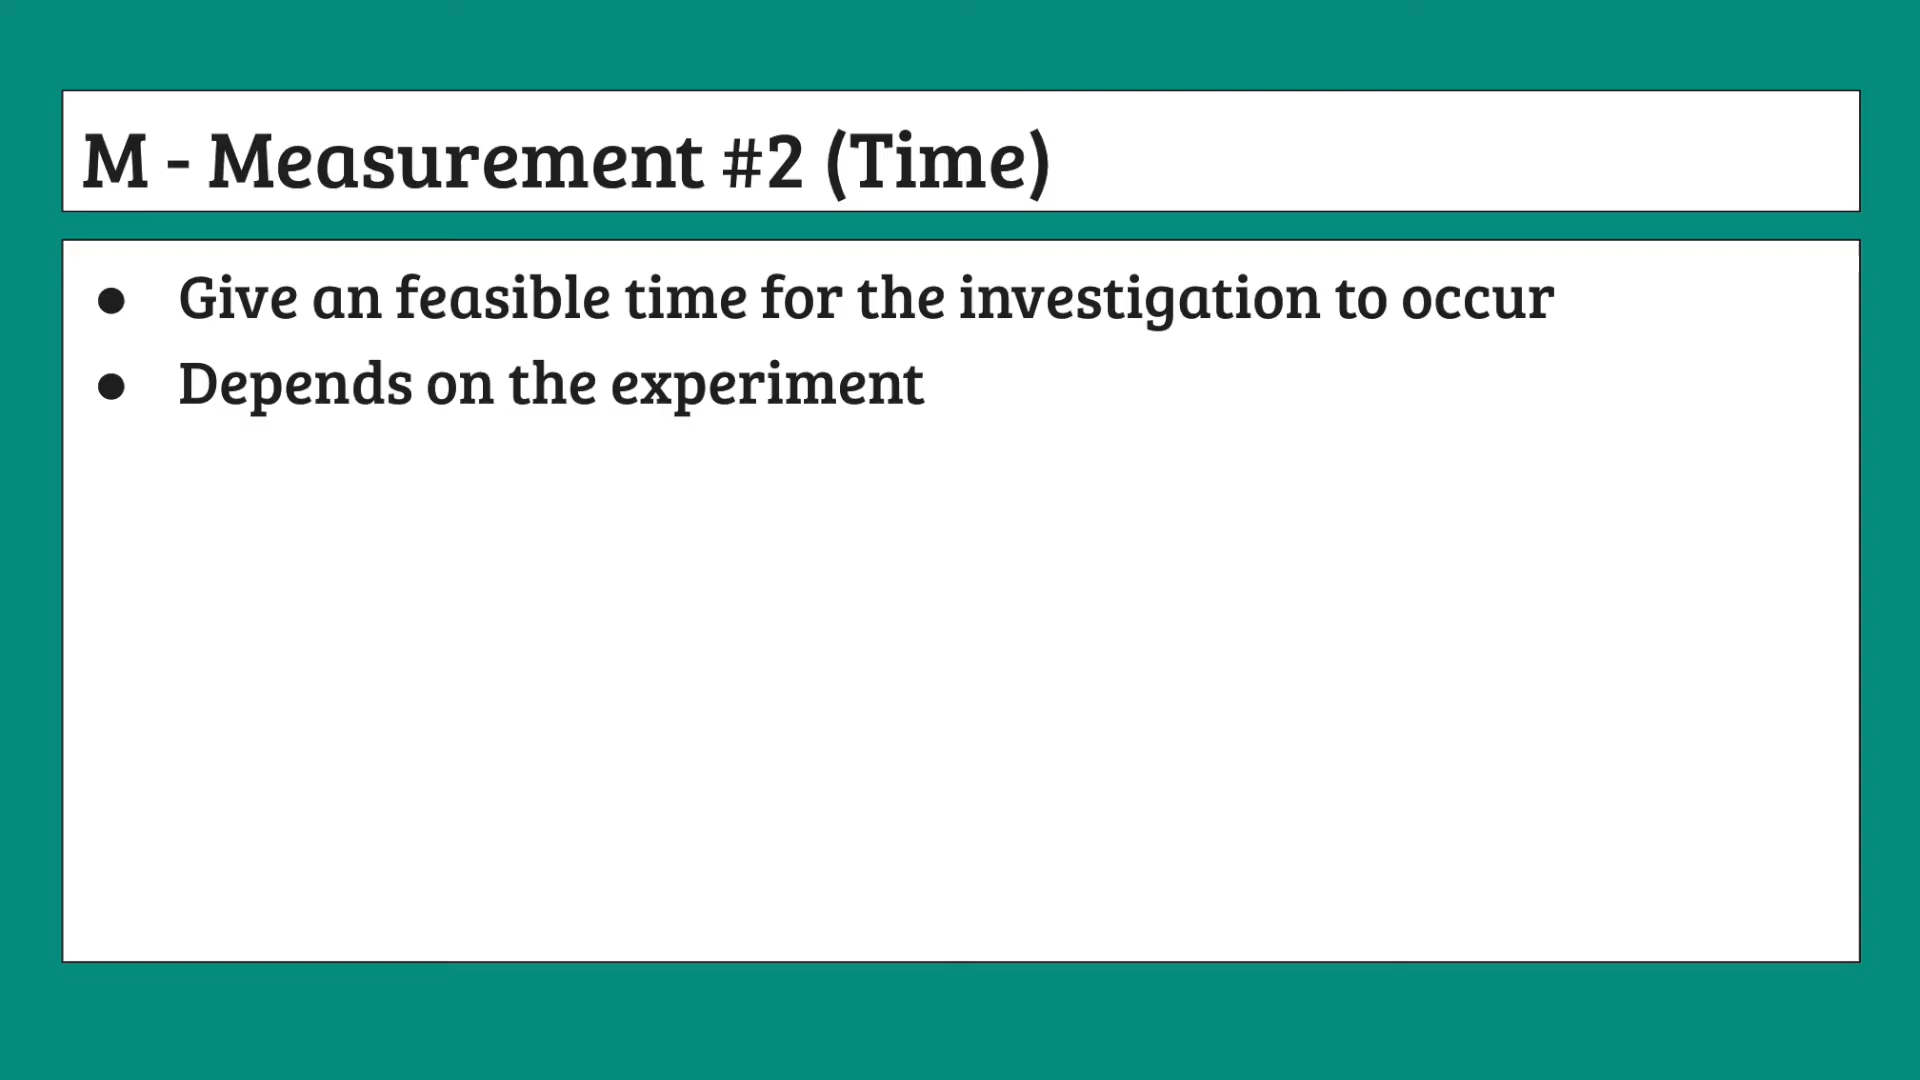 M - Measurement #2 (Time)
● Give an feasible time for the investigation to occur
● Depends on the experiment